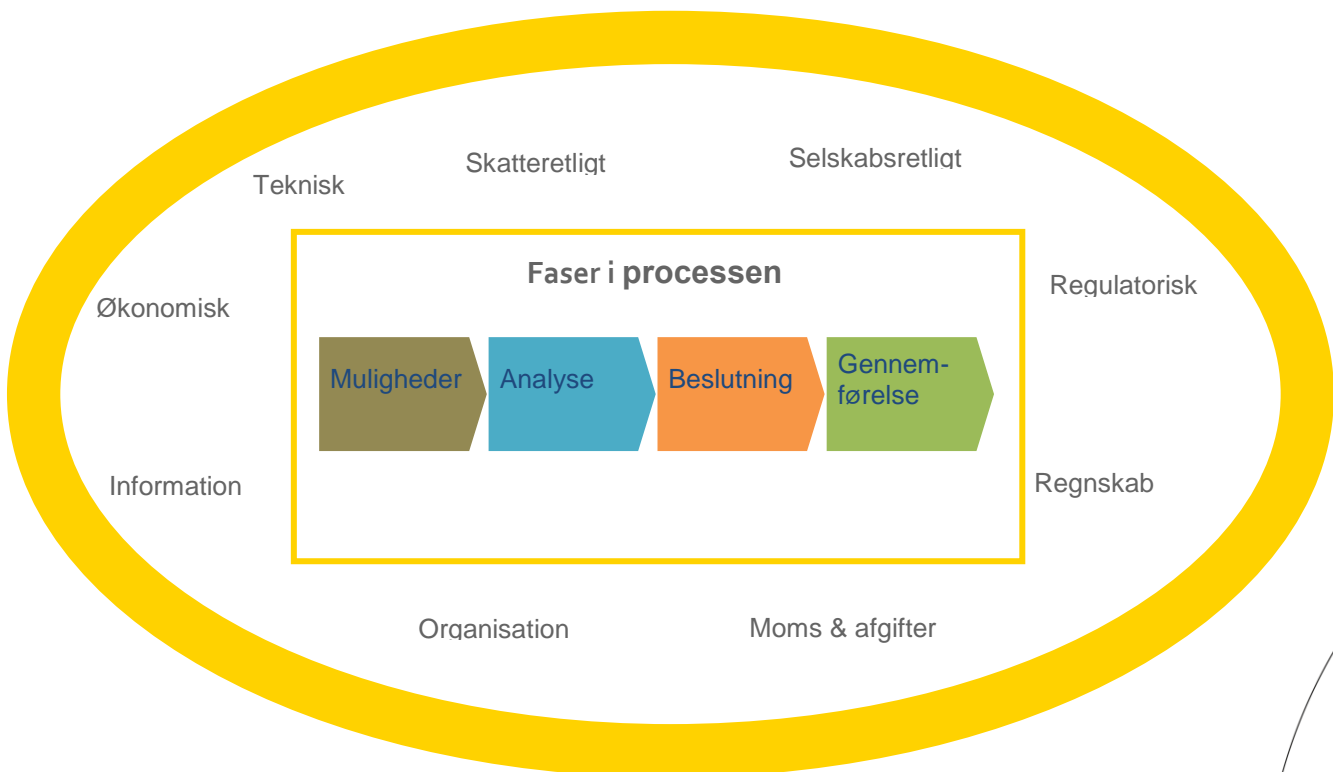 Skatteretligt
Selskabsretligt
Teknisk
Faser i processen
Regulatorisk
Økonomisk
Muligheder
Analyse
Beslutning
Gennem-
førelse
Information
Regnskab
Organisation
Moms & afgifter